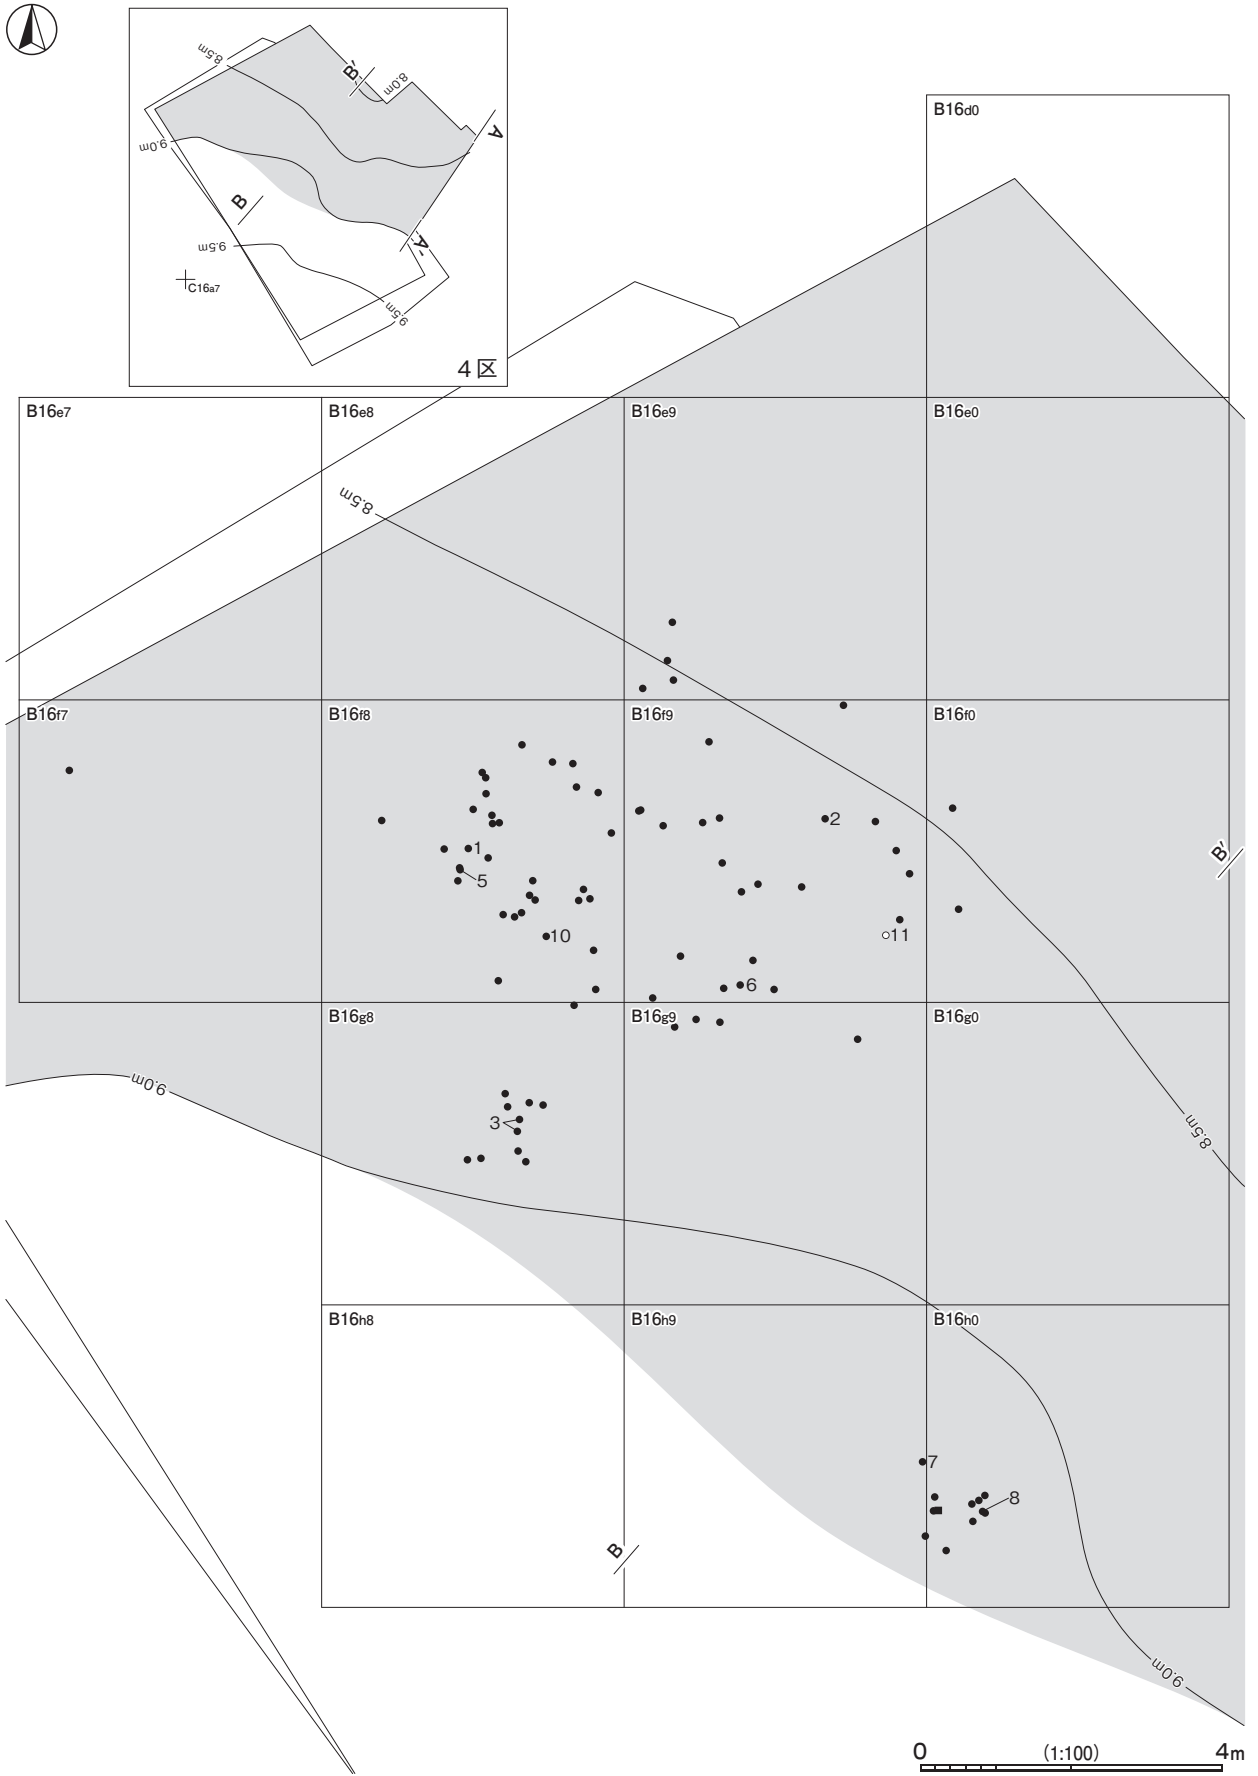 8.5m
B′
8.0m
A
9.0m
B
9.5m
A′
C16a7
9.5m
4区
B16d0
B16e7
B16e8
B16e9
B16e0
8.5m
B16f7
B16f8
B16f9
B16f0
2
1
5
B′
10
11
6
B16g8
B16g9
B16g0
9.0m
3
8.5m
B16h8
B16h9
B16h0
7
8
B
9.0m
0
(1:100)
4m